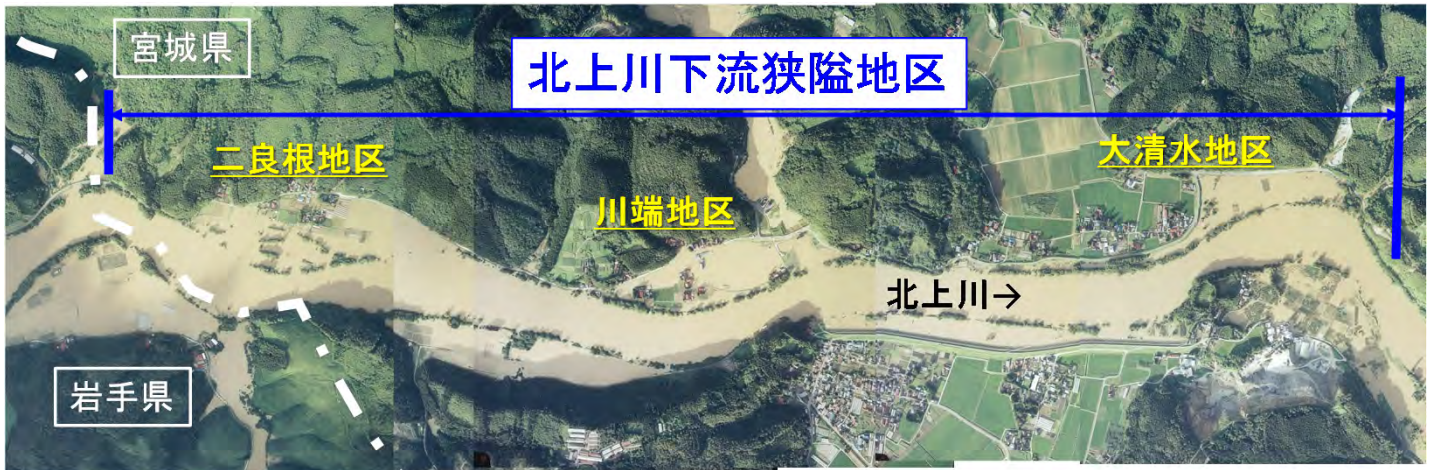 宮城県
北上川下流狭隘地区
二良根地区
大清水地区
川端地区
北上川→
岩手県